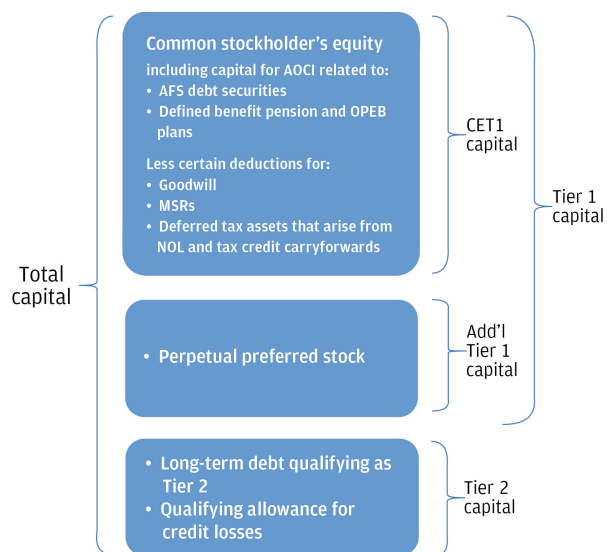 Common stockholder's equity
including capital for AOCI related to:
• AFS debt securities
• Defined benefit pension and OPEB
plans
Less certain deductions for:
• Goodwill
• MSRs
• Deferred tax assets that arise from
NOL and tax credit carryforwards
CET1
capital
Tier 1
capital
Total
capital
• Perpetual preferred stock
Add'l
Tier 1
capital
• Long-term debt qualifying as
Tier 2
• Qualifying allowance for
credit losses
Tier 2
capital